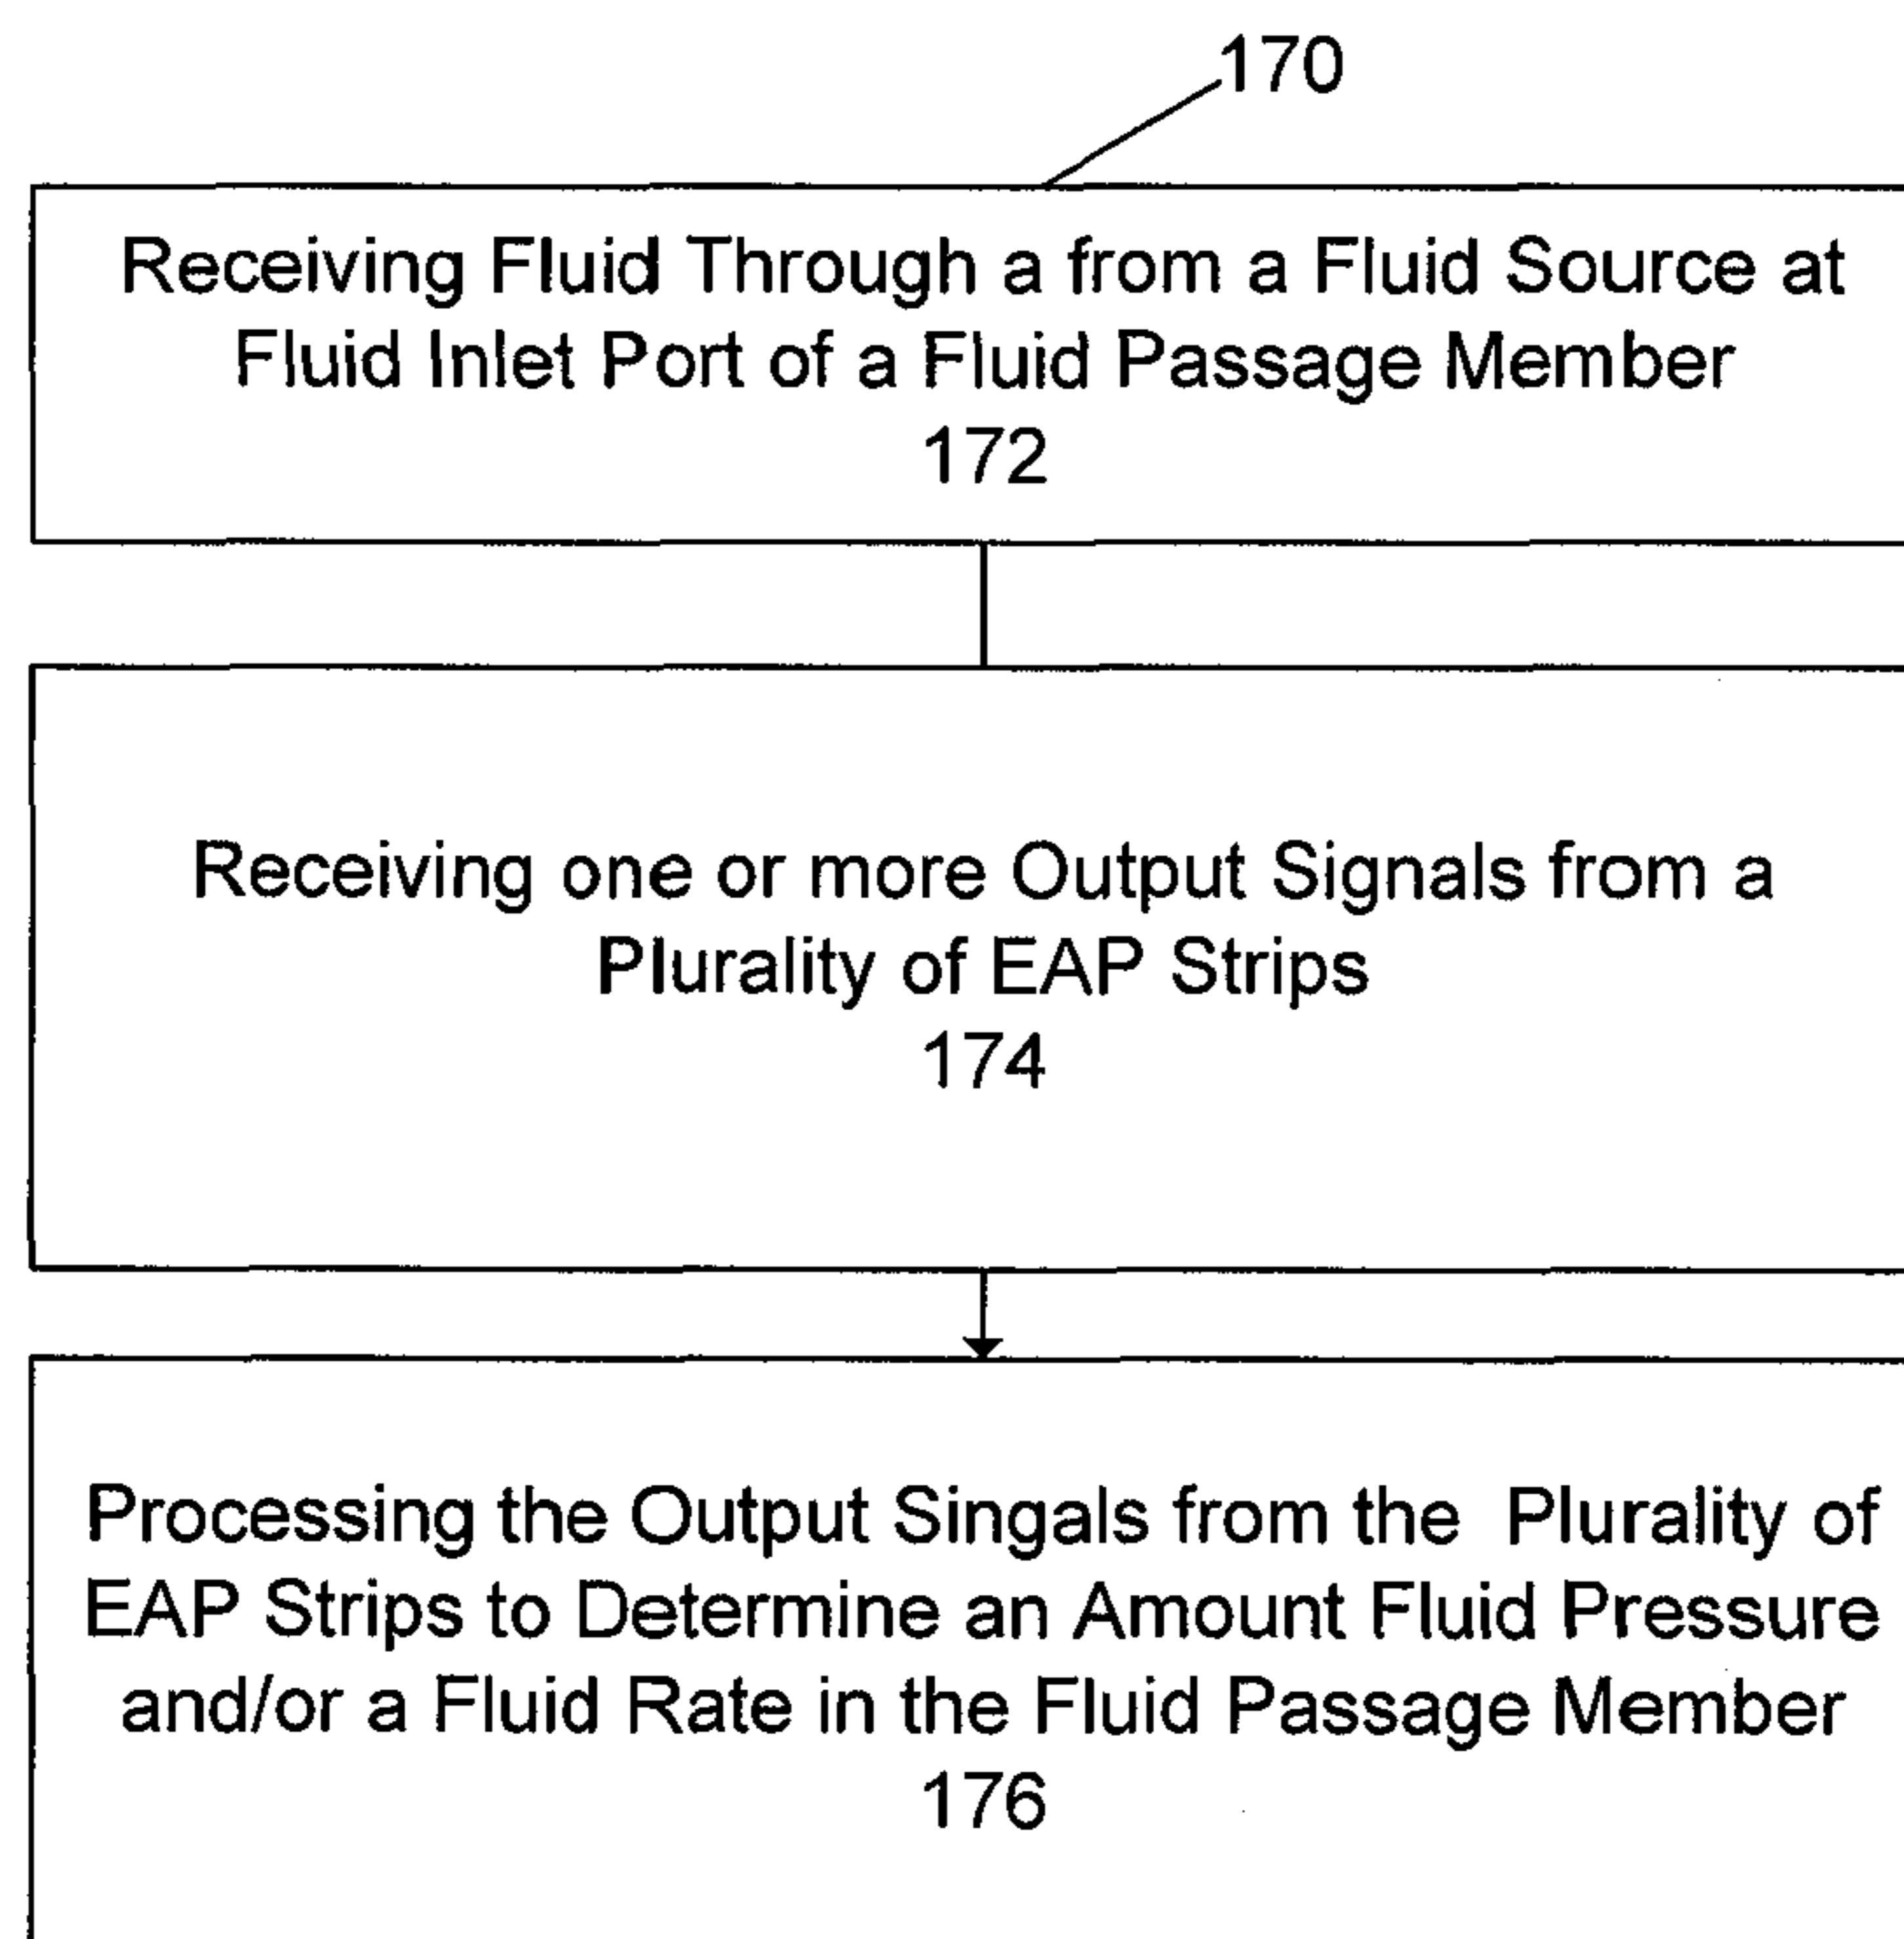 170
Receiving Fluid Through a from a Fluid Source at
Fluid Inlet Port of a Fluid Passage Member
172
Receiving one or more Output Signals from a
Plurality of EAP Strips
174
Processing the Output Singals from the Plurality of
EAP Strips to Determine an Amount Fluid Pressure
and/or a Fluid Rate in the Fluid Passage Member
176